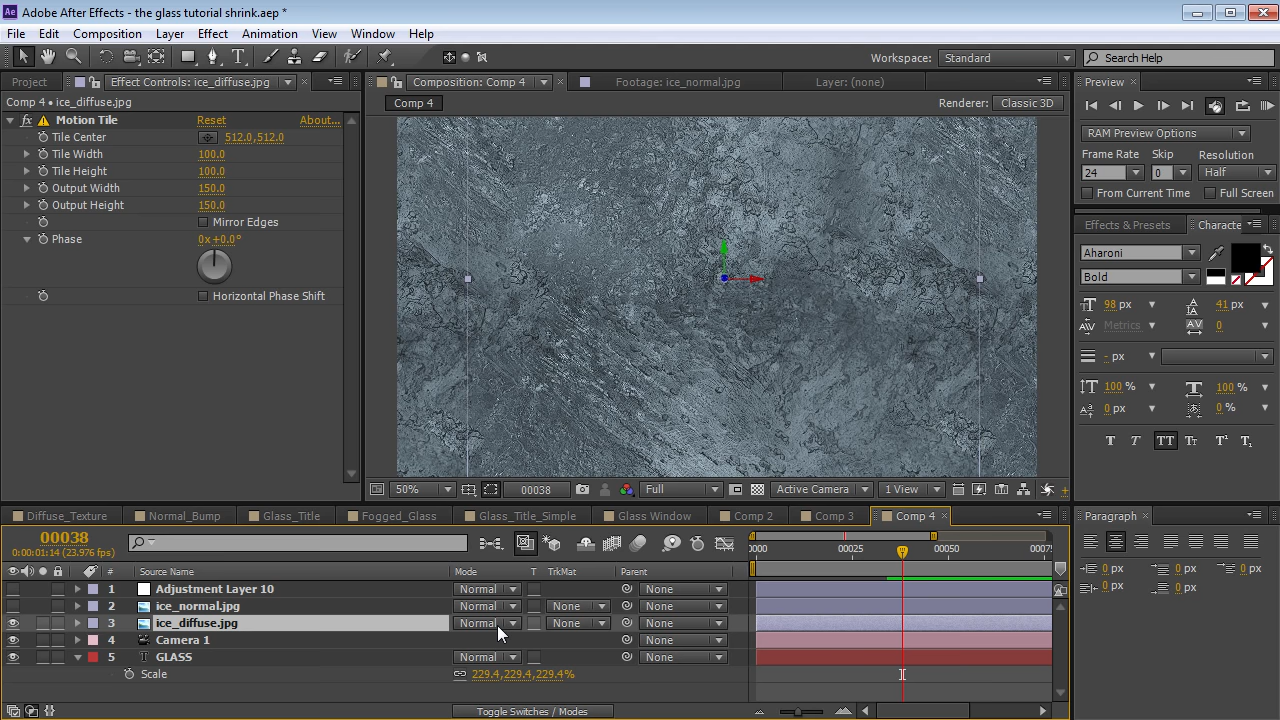 Adobe After Effects - the glass tutorial shrink.aep *
File Edit Composition Layer Effect Animation View Window Help
Workspace: Standard Search Help
Project Effect Controls: ice_diffuse.jpg Composition: Comp 4 Footage: ice_normal.jpg Layer: (none) Preview
Comp 4 • ice_diffuse.jpg Comp 4 Renderer: Classic 3D
fx Motion Tile Reset About...
Tile Center 512.0,512.0
Tile Width 100.0
Tile Height 100.0
Output Width 150.0
Output Height 150.0
Mirror Edges
Phase 0x +0.0°
Horizontal Phase Shift
RAM Preview Options
Frame Rate Skip Resolution
24 0 Half
From Current Time Full Screen
Effects & Presets Characte
Aharoni
Bold
98 px 41 px
Metrics 0
- px
100 % 100 %
0 px 0 %
T T TT Tt T¹ T₁
50% 00038 Full Active Camera 1 View
Diffuse_Texture Normal_Bump Glass_Title Fogged_Glass Glass_Title_Simple Glass Window Comp 2 Comp 3 Comp 4 Paragraph
00038
0:00:01:14 (23.976 fps)
0000 00025 00050 00075
# Source Name Mode T TrkMat Parent
1 Adjustment Layer 10 Normal None
2 ice_normal.jpg Normal None None
3 ice_diffuse.jpg Normal None None
4 Camera 1 None
5 T GLASS Normal None
Scale 229.4,229.4,229.4%
Toggle Switches / Modes
0 px 0 px 0 px
0 px 0 px